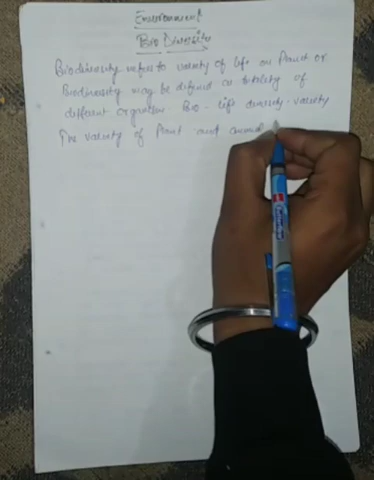 Environment
Bio Diversity
Biodiversity refers to variety of life on Planet or
Biodiversity may be defined as totality of
different organism. Bio - life diversity - variety
The variety of Plant and animal